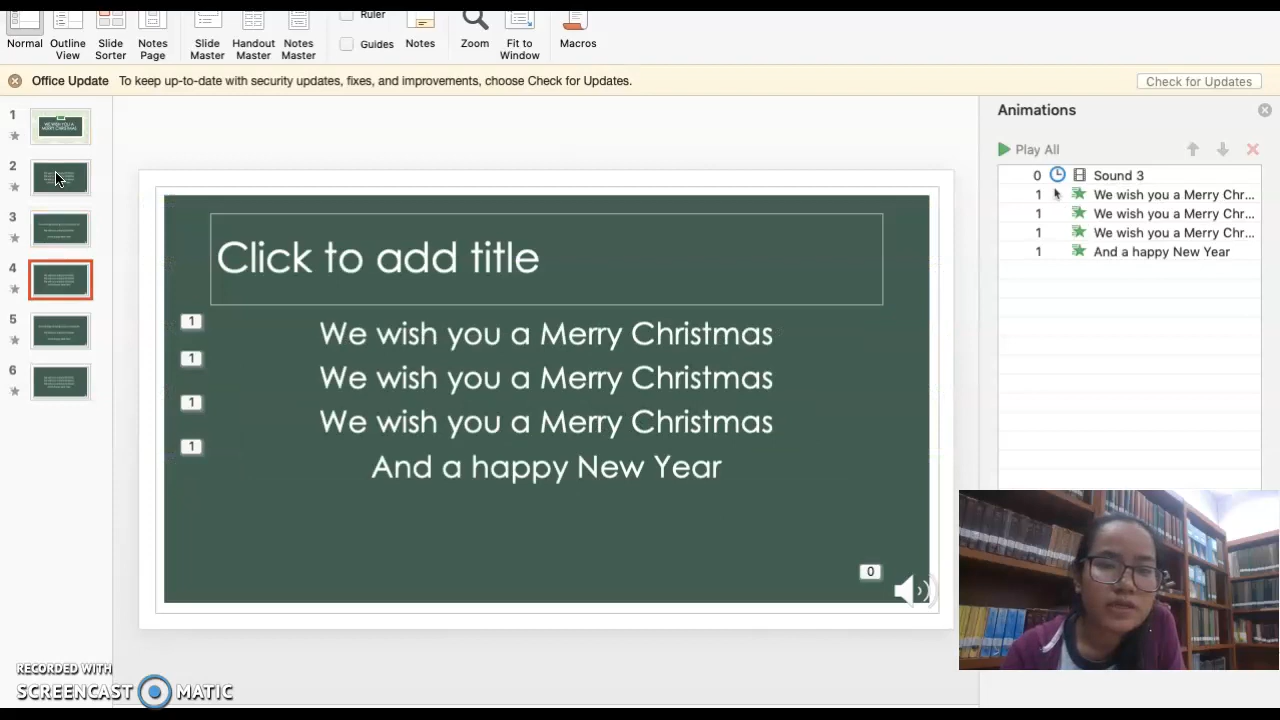 Ruler
Guides
Normal
Outline View
Slide Sorter
Notes Page
Slide Master
Handout Master
Notes Master
Notes
Zoom
Fit to Window
Macros
Office Update To keep up-to-date with security updates, fixes, and improvements, choose Check for Updates.
Check for Updates
1
2
3
4
5
6
WE WISH YOU A
MERRY CHRISTMAS
Click to add title
1 We wish you a Merry Christmas
1 We wish you a Merry Christmas
1 We wish you a Merry Christmas
1 And a happy New Year
0
Animations
Play All
0 Sound 3
1 We wish you a Merry Chr...
1 We wish you a Merry Chr...
1 We wish you a Merry Chr...
1 And a happy New Year
RECORDED WITH
SCREENCAST MATIC